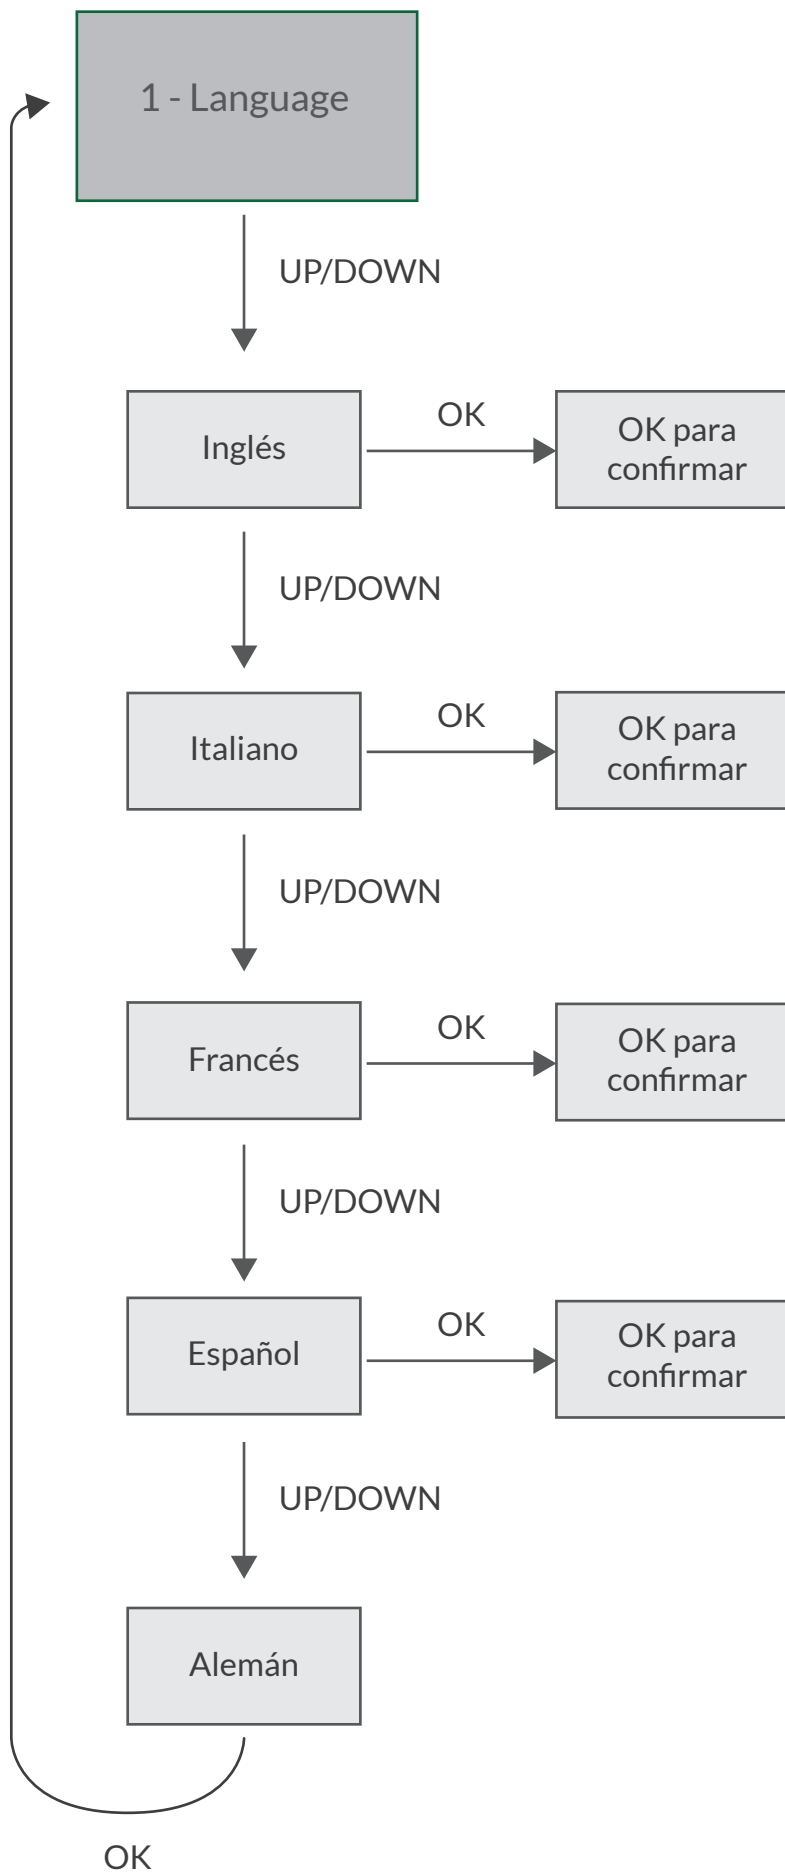 1 - Language
UP/DOWN
Inglés
OK
OK para
confirmar
UP/DOWN
Italiano
OK
OK para
confirmar
UP/DOWN
Francés
OK
OK para
confirmar
UP/DOWN
Español
OK
OK para
confirmar
UP/DOWN
Alemán
OK